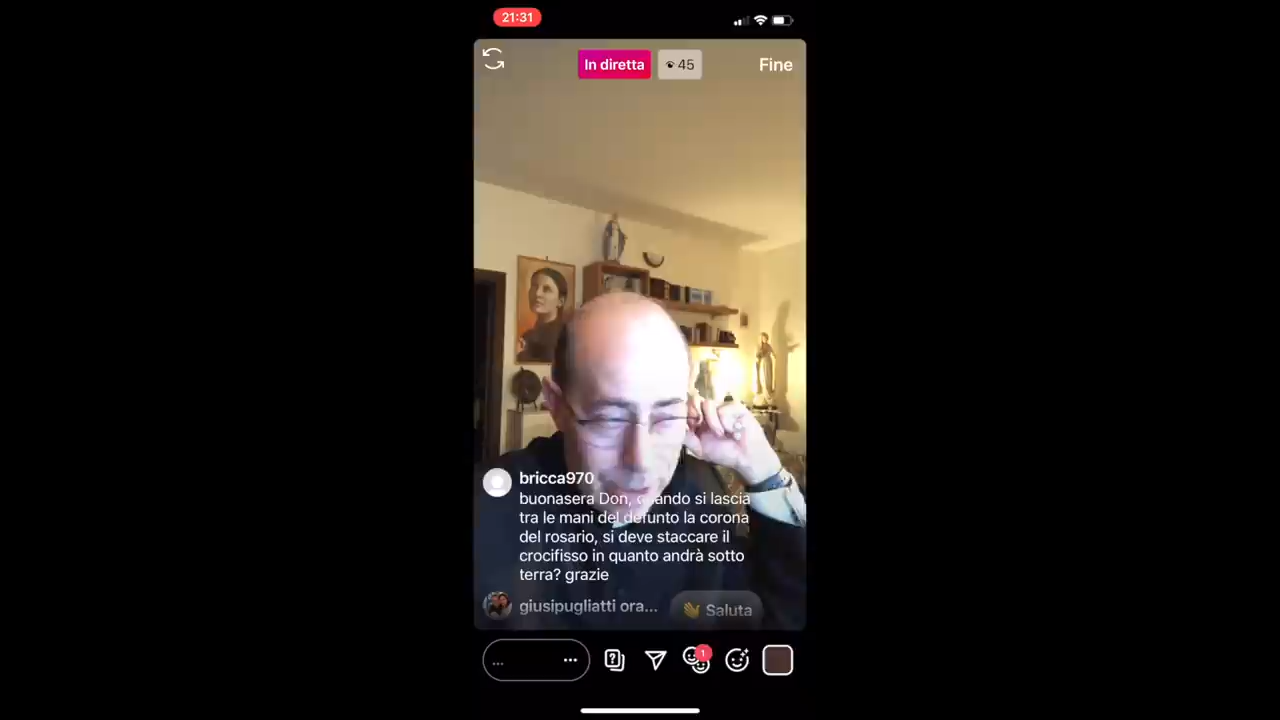 21:31
In diretta
45
Fine
bricca970
buonasera Don, quando si lascia
tra le mani del defunto la corona
del rosario, si deve staccare il
crocifisso in quanto andrà sotto
terra? grazie
giusipugliatti ora...
👋 Saluta
...
1